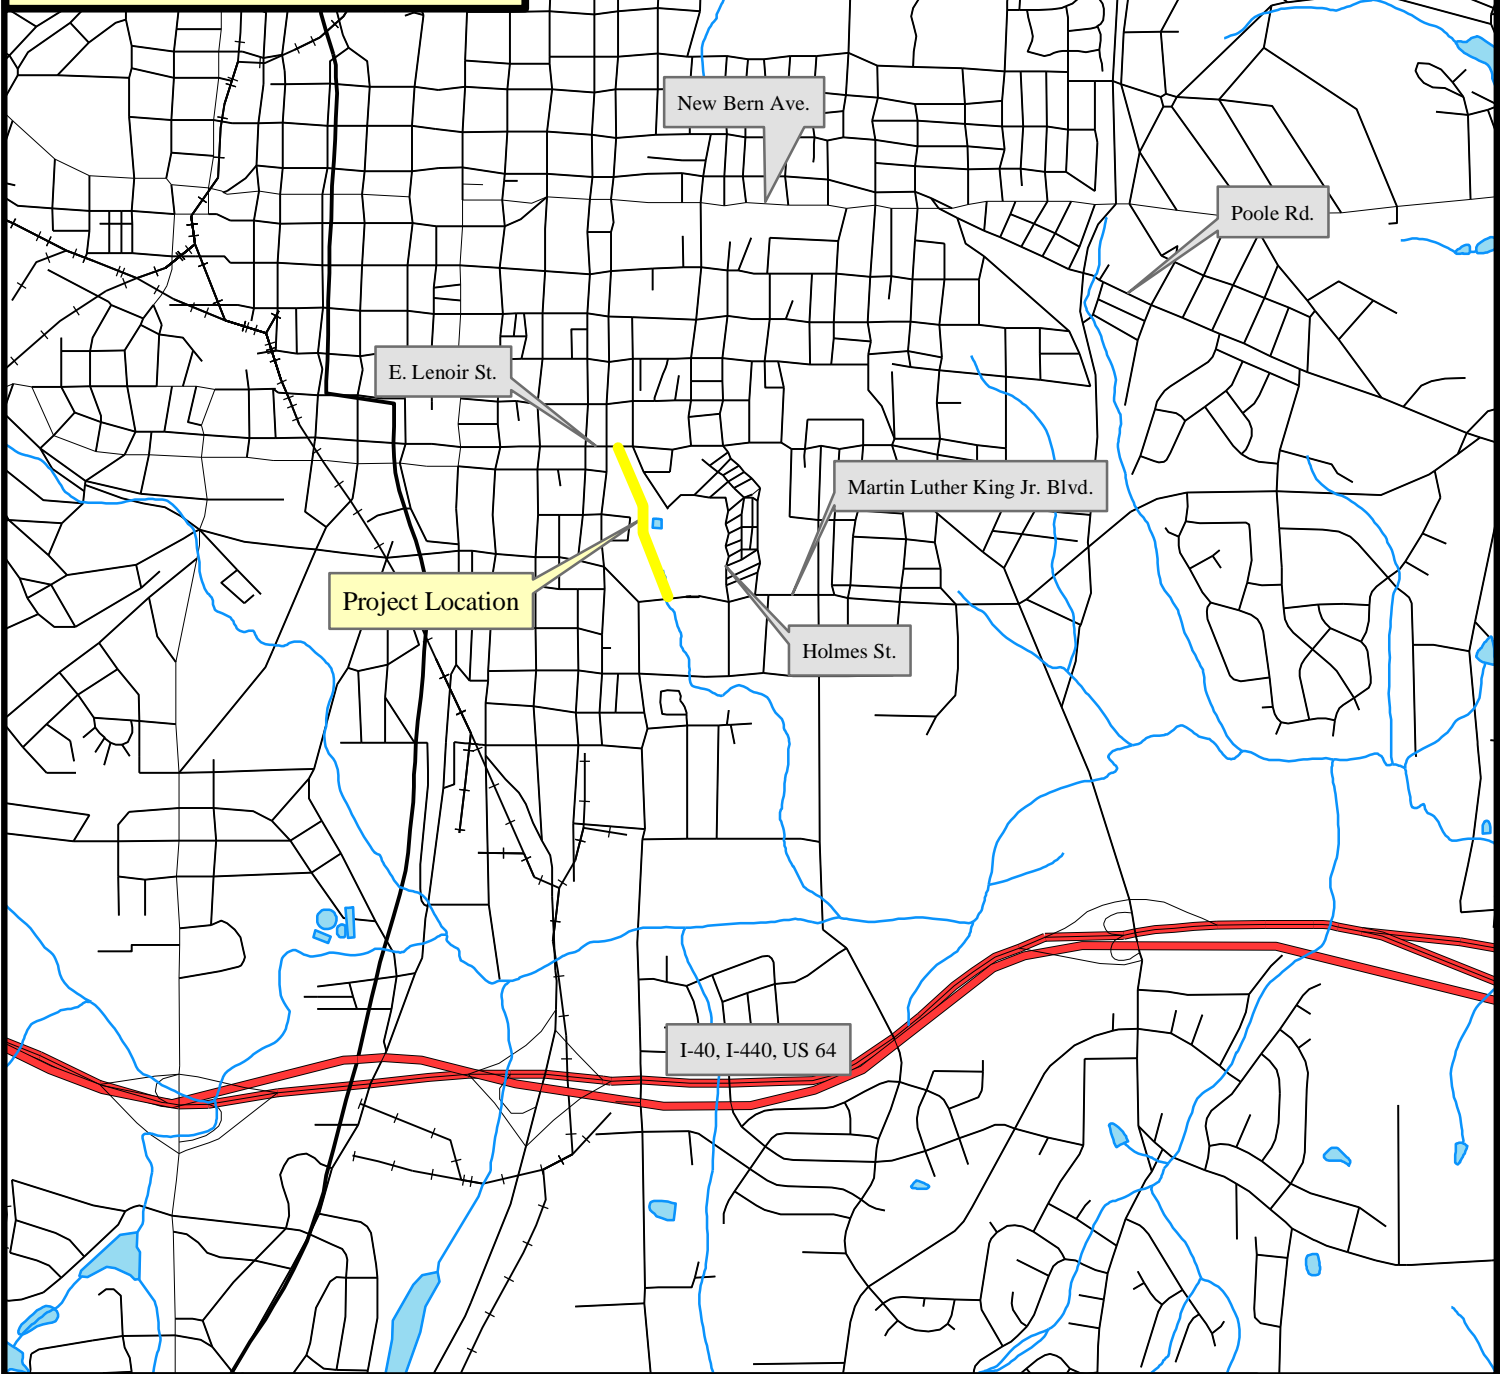 New Bern Ave.
Poole Rd.
E. Lenoir St.
Martin Luther King Jr. Blvd.
Project Location
Holmes St.
I-40, I-440, US 64